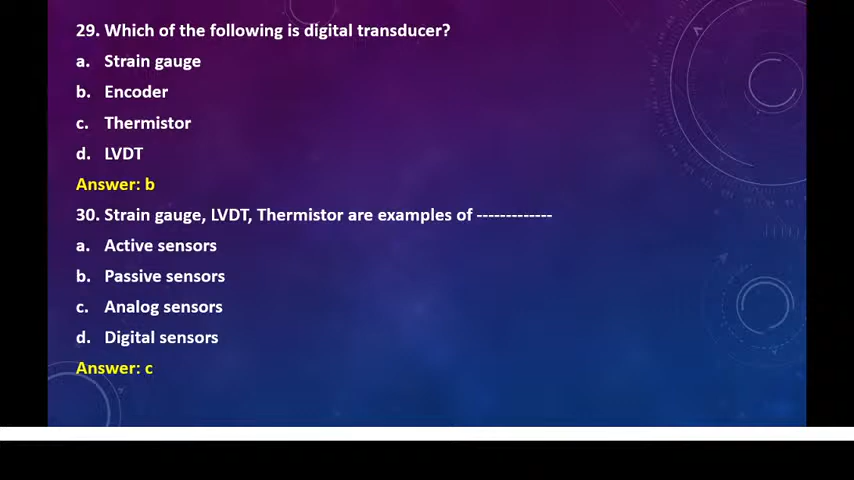 29. Which of the following is digital transducer?
a. Strain gauge
b. Encoder
c. Thermistor
d. LVDT
Answer: b
30. Strain gauge, LVDT, Thermistor are examples of -------------
a. Active sensors
b. Passive sensors
c. Analog sensors
d. Digital sensors
Answer: c